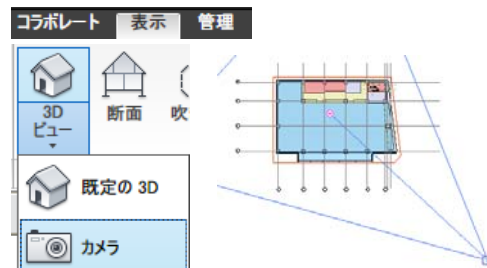 コラボレート 表示 管理
3D
ビュー
断面
吹
既定の 3D
カメラ